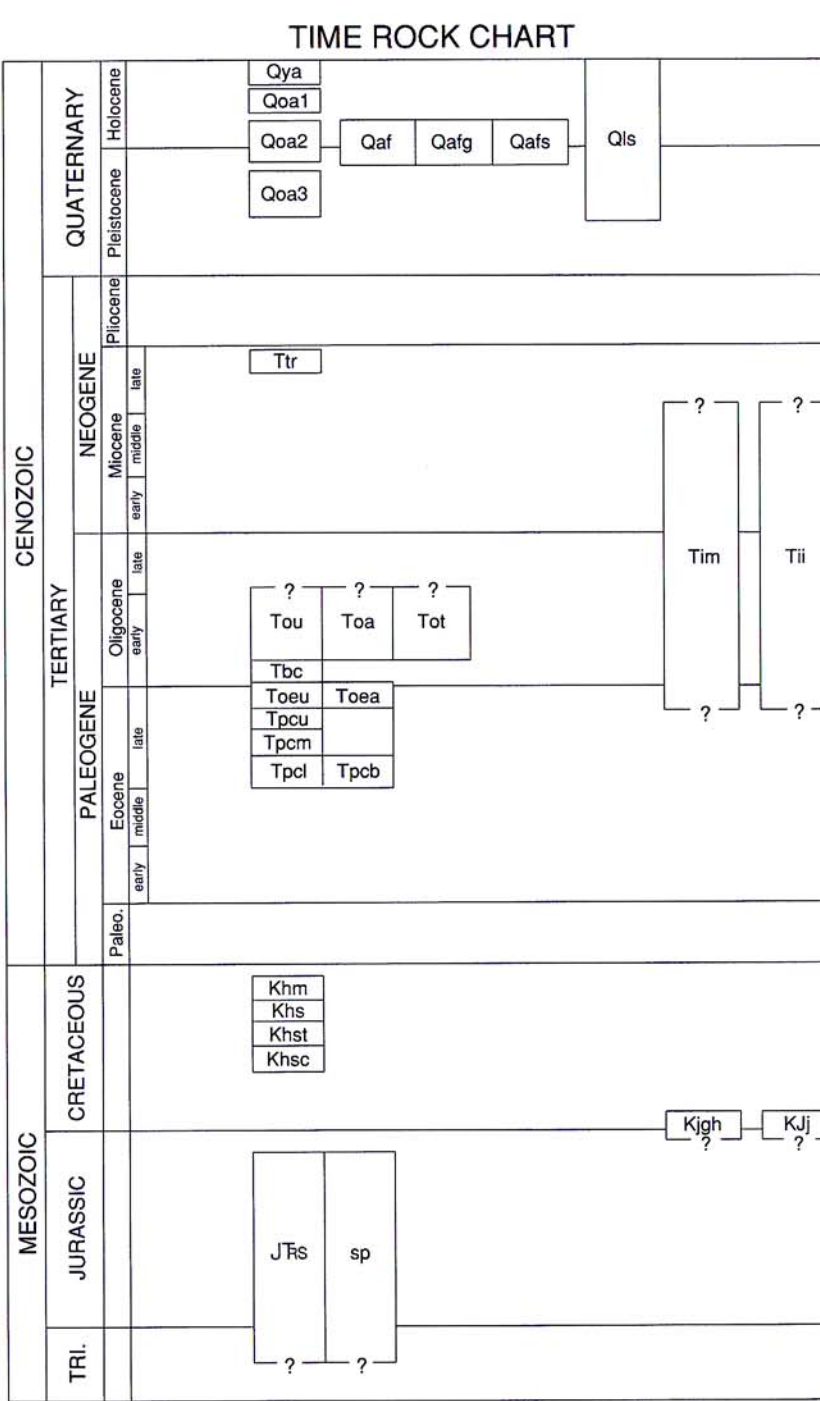 TIME ROCK CHART
CENOZOIC
MESOZOIC
QUATERNARY
TERTIARY
NEOGENE
PALEOGENE
CRETACEOUS
JURASSIC
TRI.
Holocene
Pleistocene
Pliocene
Miocene
late
middle
early
Oligocene
late
early
Eocene
late
middle
early
Paleo.
Qya
Qoa1
Qoa2 Qaf Qafg Qafs Qls
Qoa3
Ttr
? ?
Tim Tii
? ? ?
Tou Toa Tot
Tbc
Toeu Toea
Tpcu
? ?
Tpcm
Tpcl Tpcb
Khm
Khs
Khst
Khsc
Kjgh KJj
? ?
JTRS sp
? ?